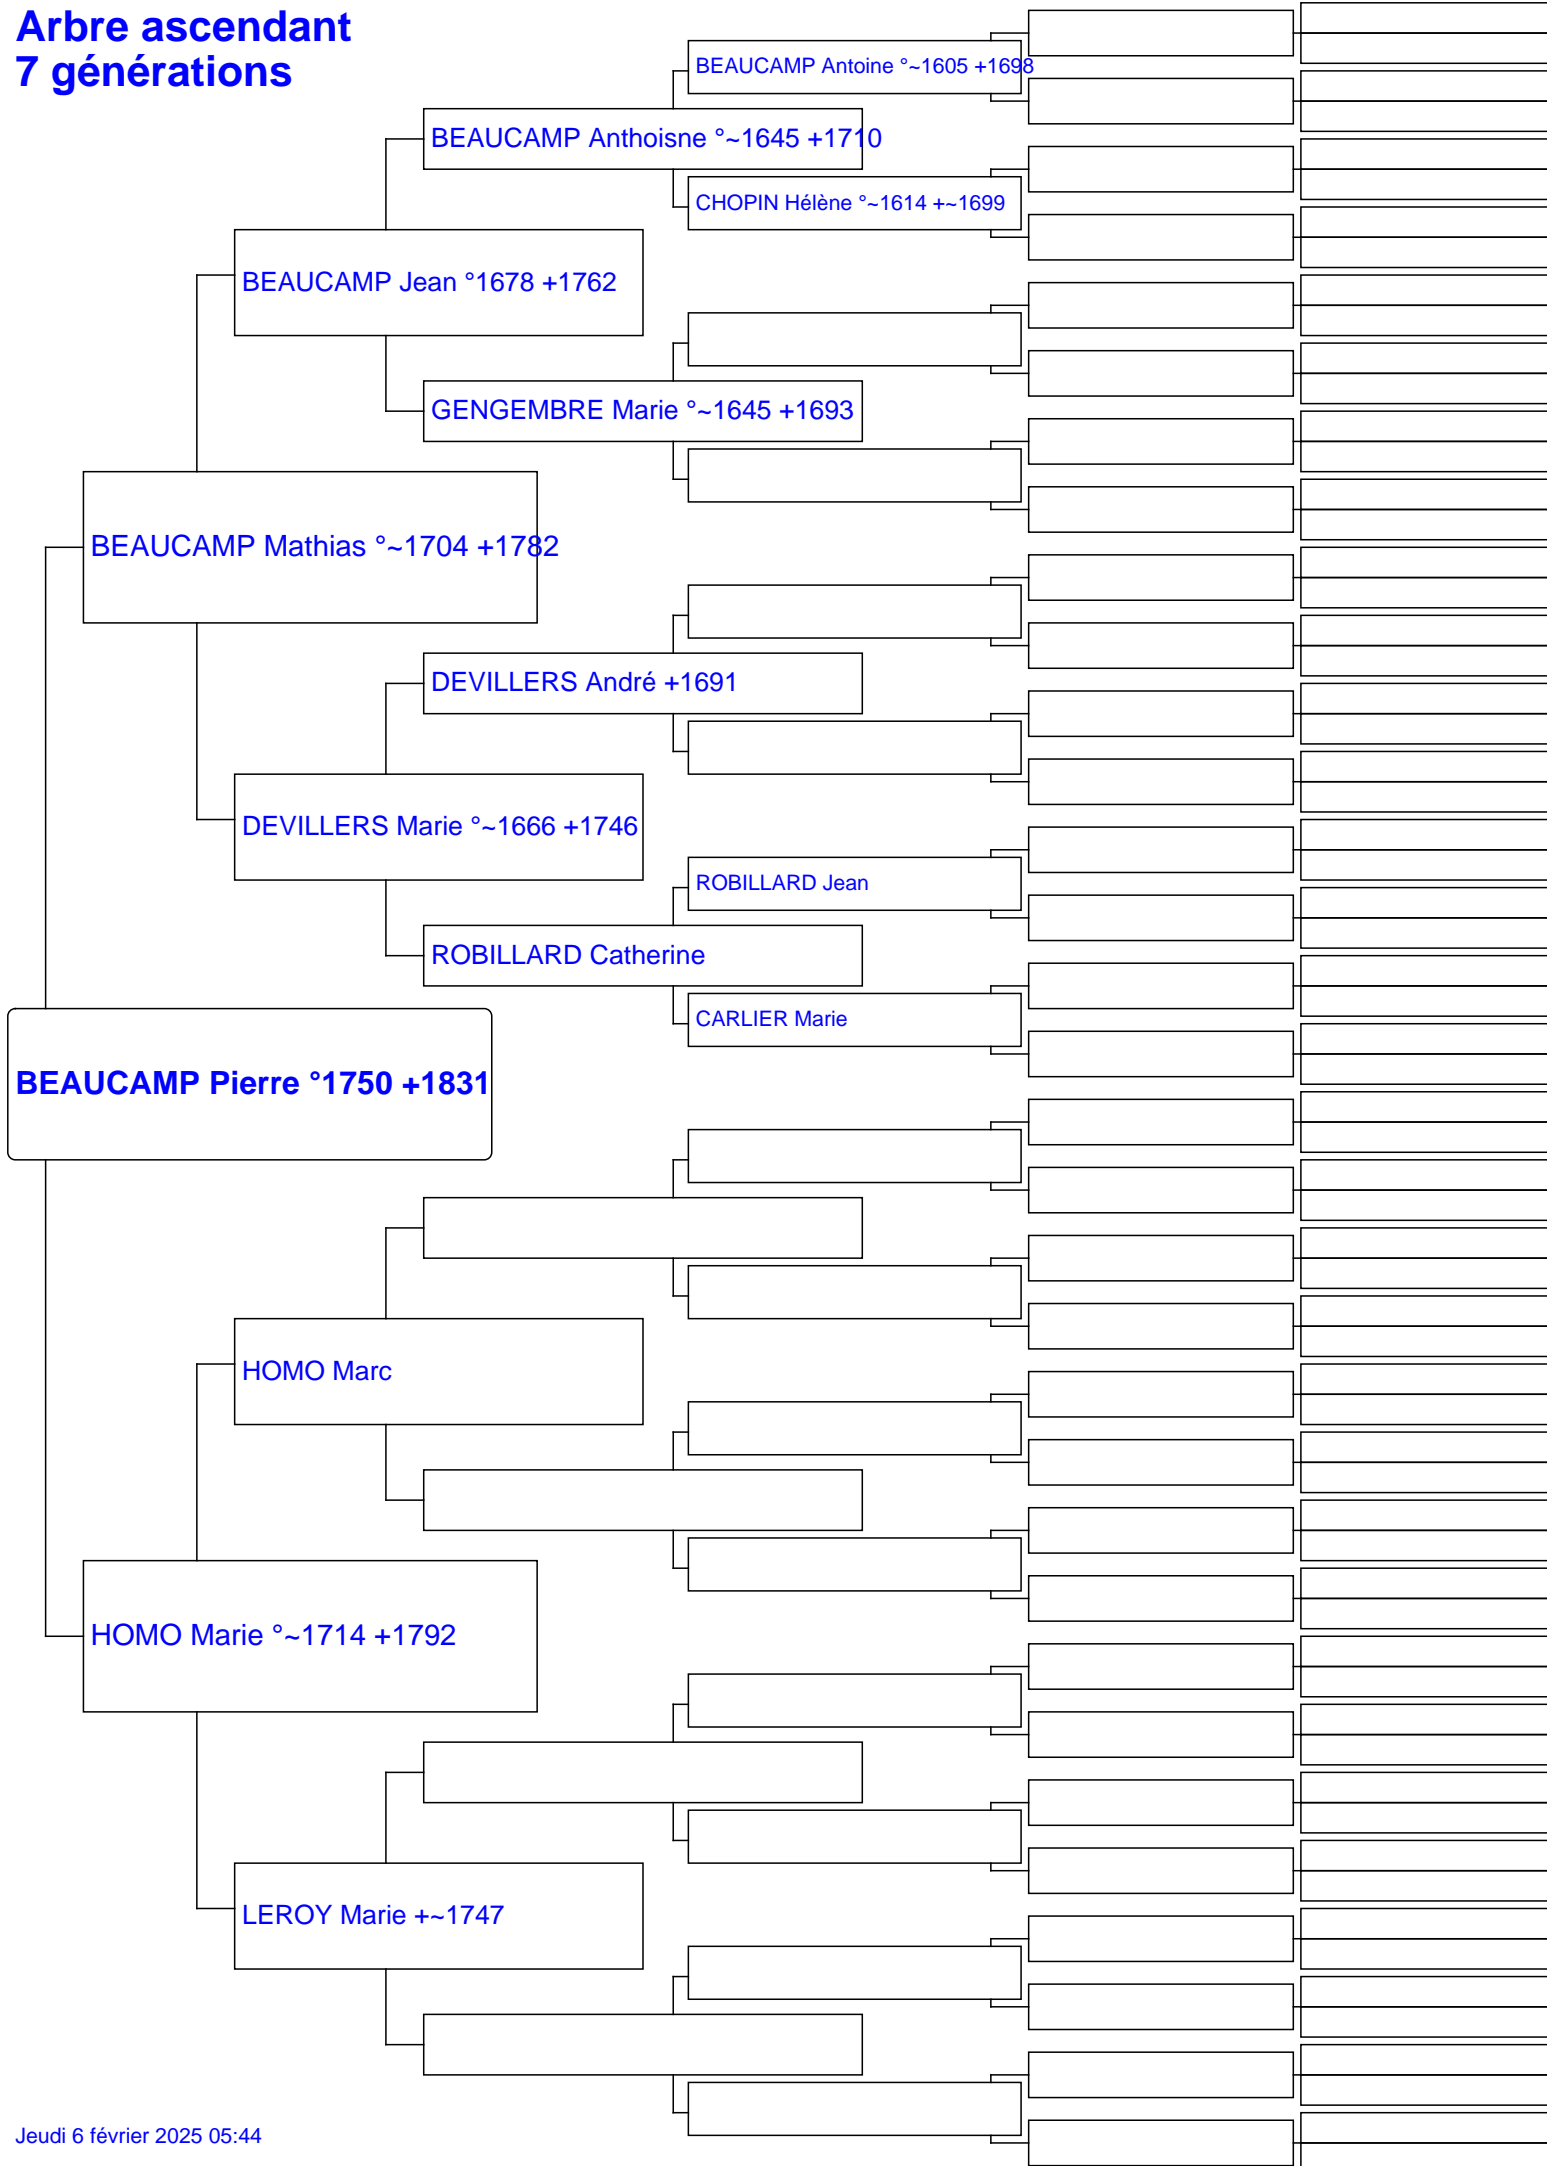 Arbre ascendant
7 générations
BEAUCAMP Antoine °~1605 +1698
BEAUCAMP Anthoisne °~1645 +1710
CHOPIN Hélène °~1614 +~1699
BEAUCAMP Jean °1678 +1762
GENGEMBRE Marie °~1645 +1693
BEAUCAMP Mathias °~1704 +1782
DEVILLERS André +1691
DEVILLERS Marie °~1666 +1746
ROBILLARD Jean
ROBILLARD Catherine
CARLIER Marie
BEAUCAMP Pierre °1750 +1831
HOMO Marc
HOMO Marie °~1714 +1792
LEROY Marie +~1747
Jeudi 6 février 2025 05:44